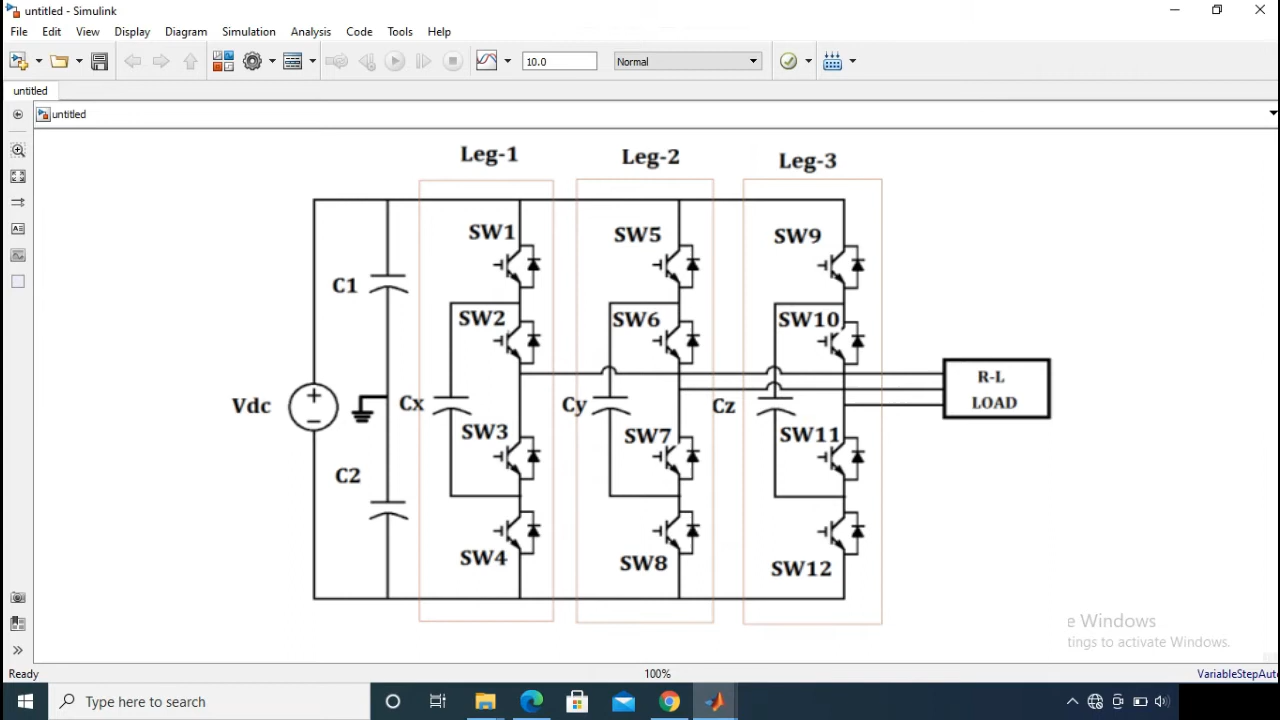 untitled - Simulink
File Edit View Display Diagram Simulation Analysis Code Tools Help
10.0 Normal
untitled
untitled
Leg-1 Leg-2 Leg-3
SW1 SW5 SW9
C1
SW2 SW6 SW10
R-L
LOAD
Vdc Cx Cy Cz
SW3 SW7 SW11
C2
SW4 SW8 SW12
e Windows
tings to activate Windows.
Ready 100% VariableStepAut
Type here to search